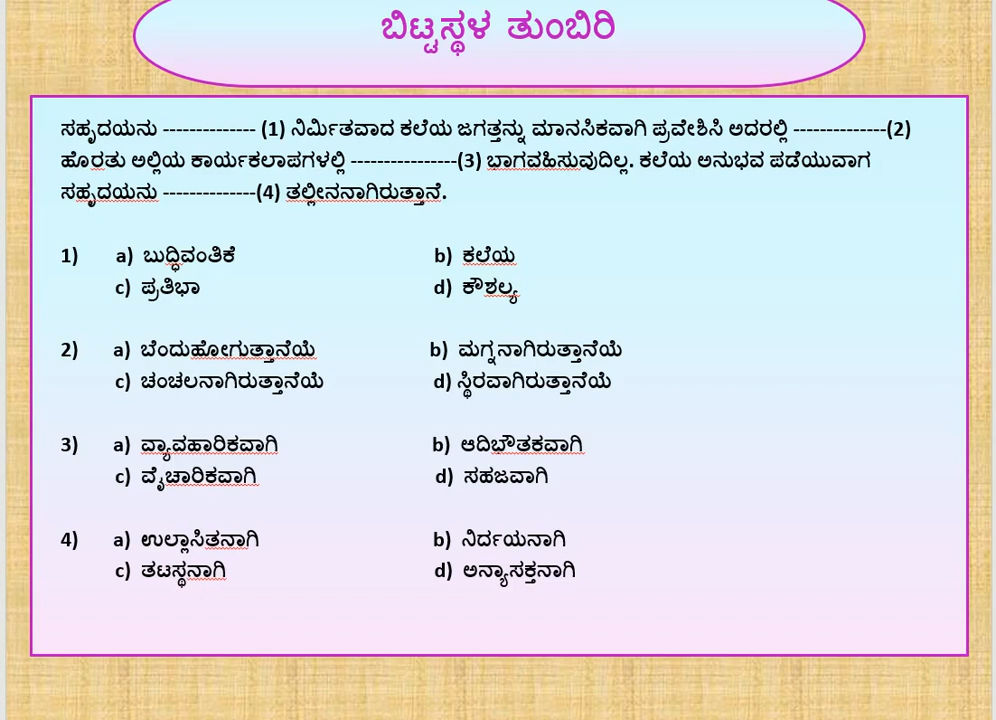 ಬಿಟ್ಟಸ್ಥಳ ತುಂಬಿರಿ
ಸಹೃದಯನು -------------- (1) ನಿರ್ಮಿತವಾದ ಕಲೆಯ ಜಗತ್ತನ್ನು ಮಾನಸಿಕವಾಗಿ ಪ್ರವೇಶಿಸಿ ಅದರಲ್ಲಿ --------------(2)
ಹೊರತು ಅಲ್ಲಿಯ ಕಾರ್ಯಕಲಾಪಗಳಲ್ಲಿ ----------------(3) ಭಾಗವಹಿಸುವುದಿಲ್ಲ. ಕಲೆಯ ಅನುಭವ ಪಡೆಯುವಾಗ
ಸಹೃದಯನು --------------(4) ತಲ್ಲೀನನಾಗಿರುತ್ತಾನೆ.
1) a) ಬುದ್ಧಿವಂತಿಕೆ b) ಕಲೆಯ
c) ಪ್ರತಿಭಾ d) ಕೌಶಲ್ಯ
2) a) ಬೆಂದುಹೋಗುತ್ತಾನೆಯೆ b) ಮಗ್ನನಾಗಿರುತ್ತಾನೆಯೆ
c) ಚಂಚಲನಾಗಿರುತ್ತಾನೆಯೆ d) ಸ್ಥಿರವಾಗಿರುತ್ತಾನೆಯೆ
3) a) ವ್ಯಾವಹಾರಿಕವಾಗಿ b) ಆದಿಭೌತಕವಾಗಿ
c) ವೈಚಾರಿಕವಾಗಿ d) ಸಹಜವಾಗಿ
4) a) ಉಲ್ಲಾಸಿತನಾಗಿ b) ನಿರ್ದಯನಾಗಿ
c) ತಟಸ್ಥನಾಗಿ d) ಅನ್ಯಾಸಕ್ತನಾಗಿ